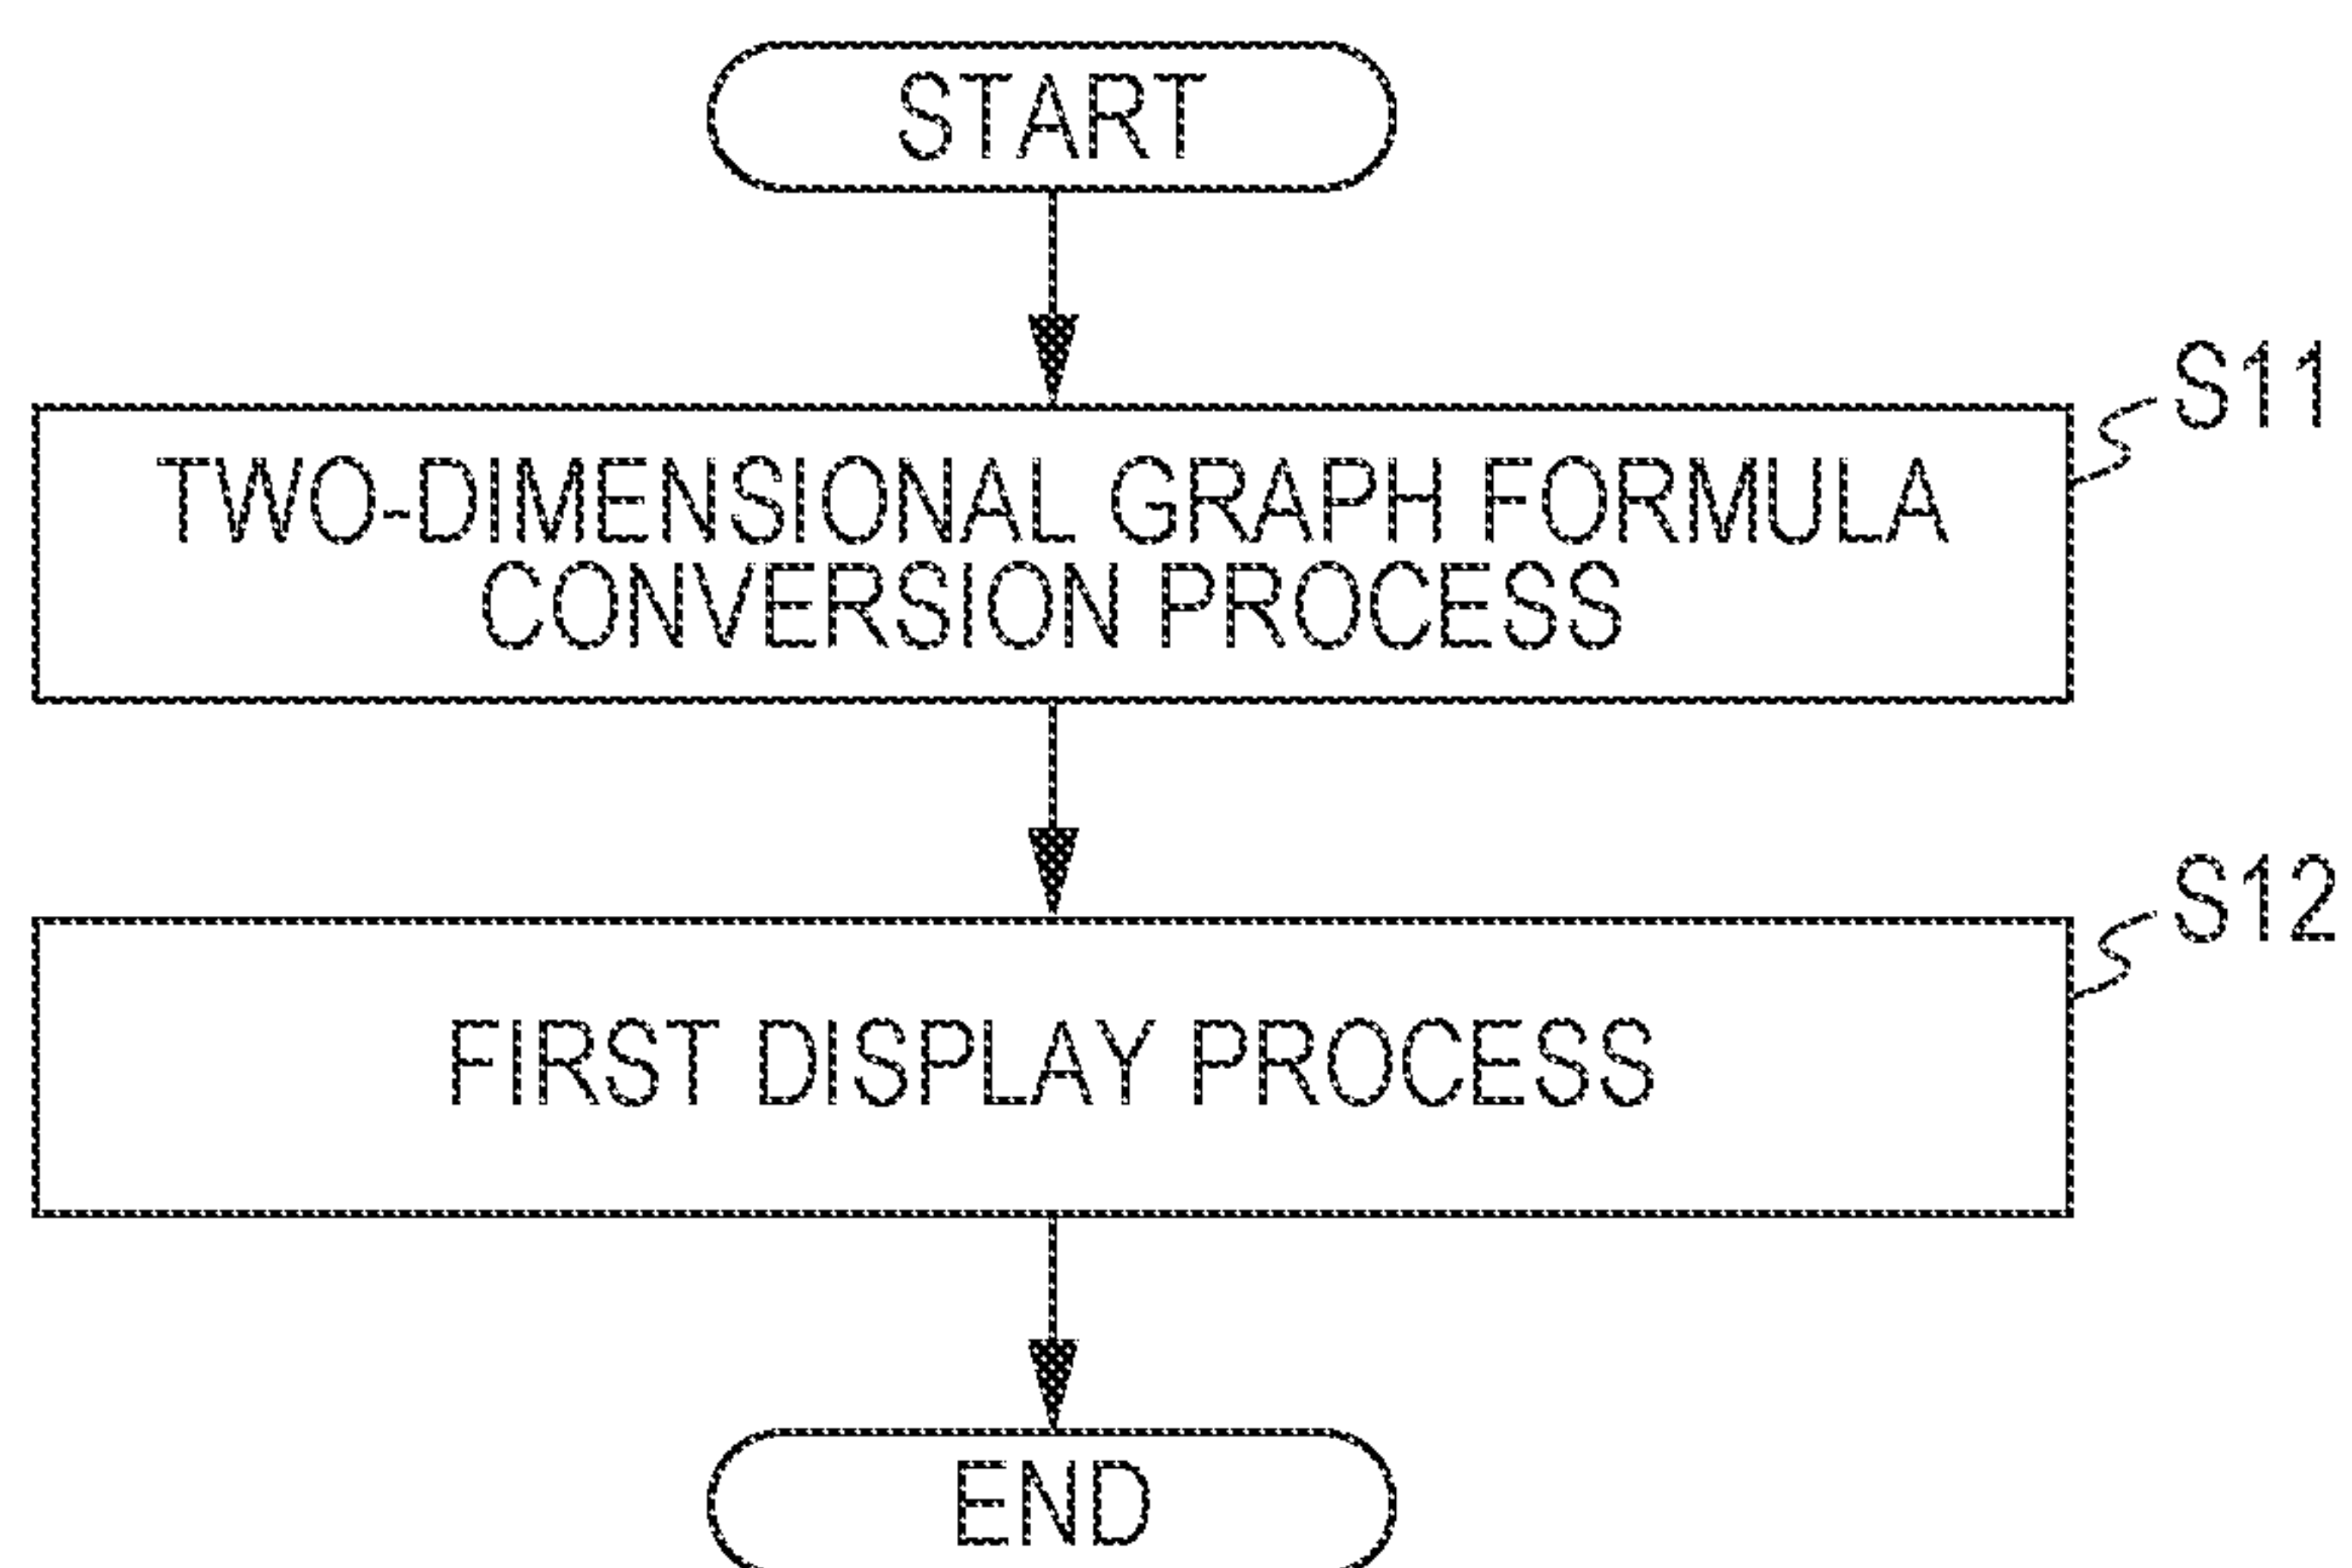 START
S11
TWO-DIMENSIONAL GRAPH FORMULA
CONVERSION PROCESS
S12
FIRST DISPLAY PROCESS
END